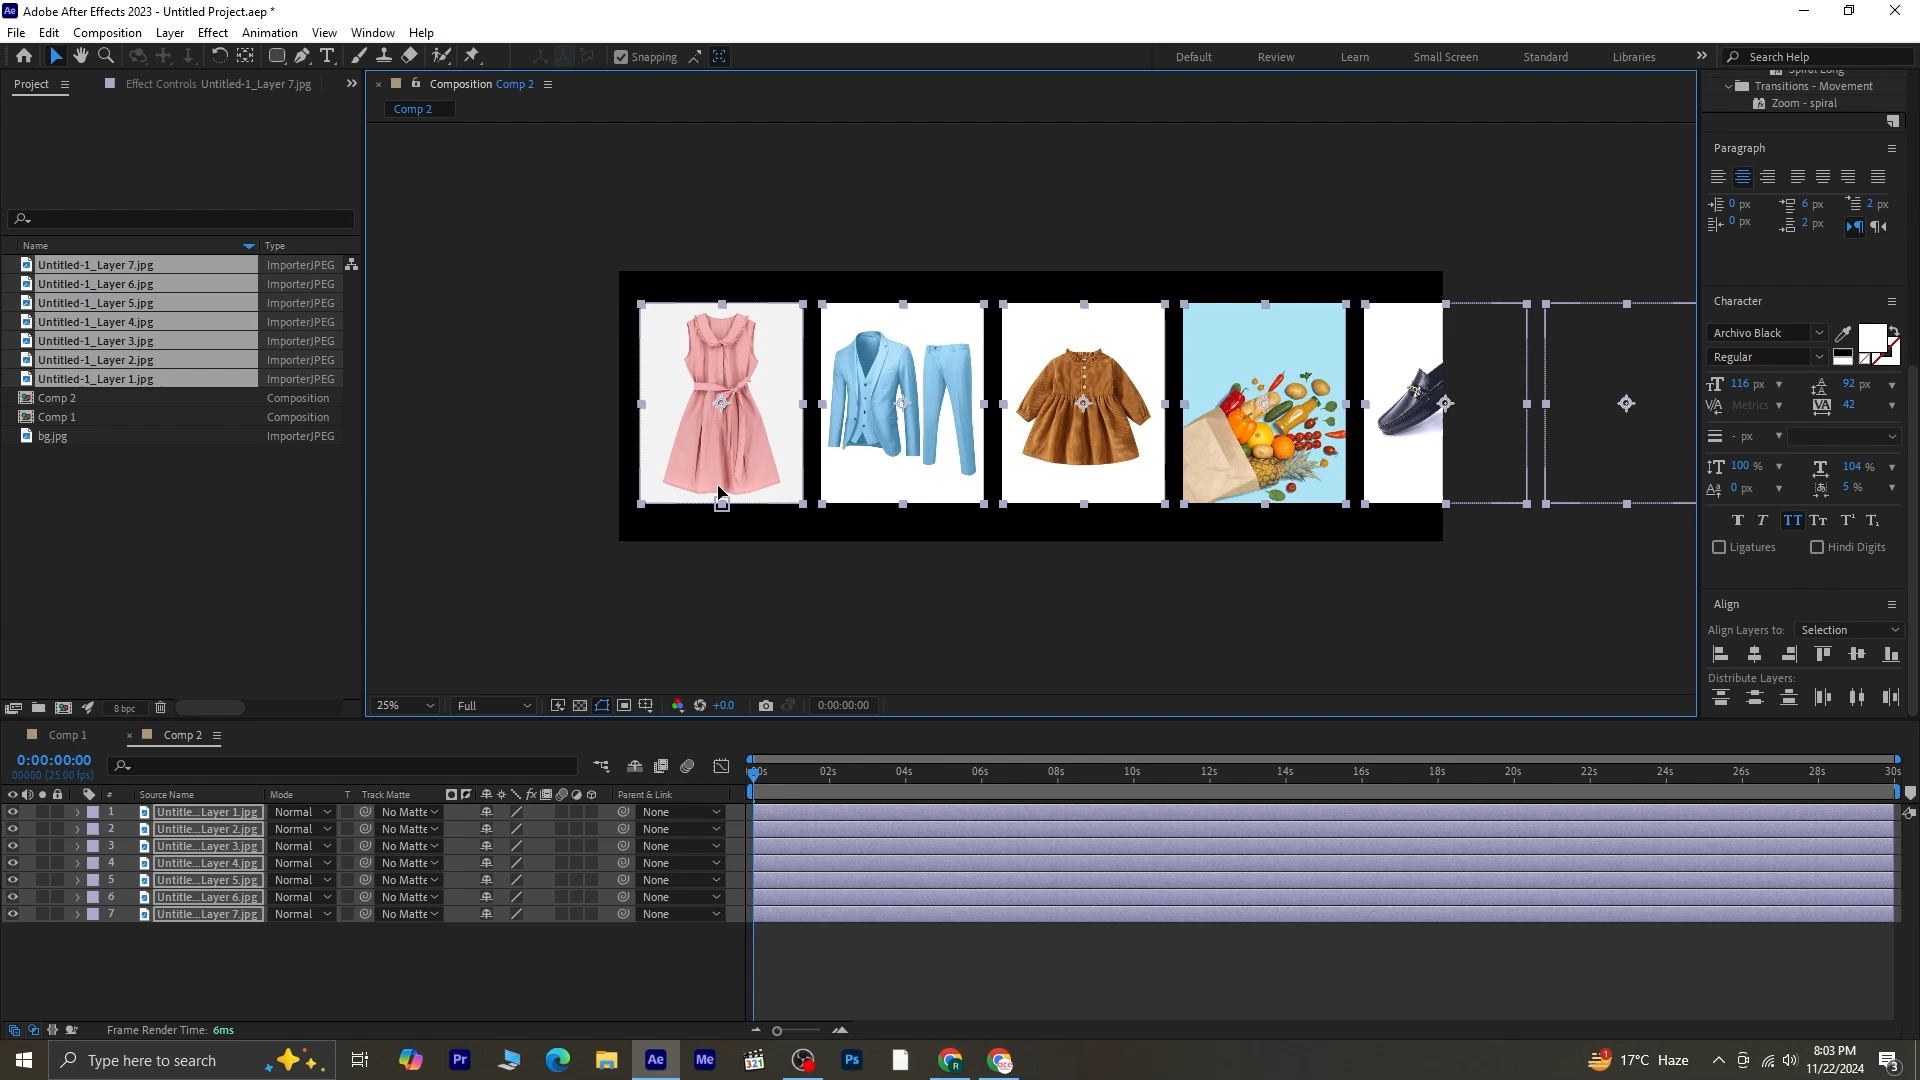 Adobe After Effects 2023 - Untitled Project.aep *
File Edit Composition Layer Effect Animation View Window Help
Snapping
Default Review Learn Small Screen Standard Libraries Search Help
Project Effect Controls Untitled-1_Layer 7.jpg
Composition Comp 2
Comp 2
Spiral Long
Transitions - Movement
Zoom - spiral
Name Type
Untitled-1_Layer 7.jpg ImporterJPEG
Untitled-1_Layer 6.jpg ImporterJPEG
Untitled-1_Layer 5.jpg ImporterJPEG
Untitled-1_Layer 4.jpg ImporterJPEG
Untitled-1_Layer 3.jpg ImporterJPEG
Untitled-1_Layer 2.jpg ImporterJPEG
Untitled-1_Layer 1.jpg ImporterJPEG
Comp 2 Composition
Comp 1 Composition
bg.jpg ImporterJPEG
8 bpc
25% Full +0.0 0:00:00:00
Paragraph
0 px 6 px 2 px
0 px 2 px
Character
Archivo Black
Regular
116 px 92 px
Metrics 42
- px
100 % 104 %
0 px 5 %
Ligatures Hindi Digits
Align
Align Layers to: Selection
Distribute Layers:
Comp 1 Comp 2
0:00:00:00
00000 (25.00 fps)
# Source Name Mode T Track Matte Parent & Link
1 Untitle...Layer 1.jpg Normal No Matte None
2 Untitle...Layer 2.jpg Normal No Matte None
3 Untitle...Layer 3.jpg Normal No Matte None
4 Untitle...Layer 4.jpg Normal No Matte None
5 Untitle...Layer 5.jpg Normal No Matte None
6 Untitle...Layer 6.jpg Normal No Matte None
7 Untitle...Layer 7.jpg Normal No Matte None
02s 04s 06s 08s 10s 12s 14s 16s 18s 20s 22s 24s 26s 28s 30s
Frame Render Time: 6ms
Type here to search
17°C Haze
8:03 PM
11/22/2024